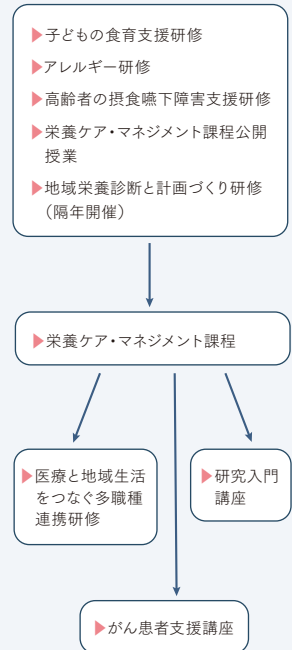 ▶子どもの食育支援研修
▶アレルギー研修
▶高齢者の摂食嚥下障害支援研修
▶栄養ケア・マネジメント課程公開
授業
▶地域栄養診断と計画づくり研修
（隔年開催）
▶栄養ケア・マネジメント課程
▶医療と地域生活
をつなぐ多職種
連携研修
▶研究入門
講座
▶がん患者支援講座